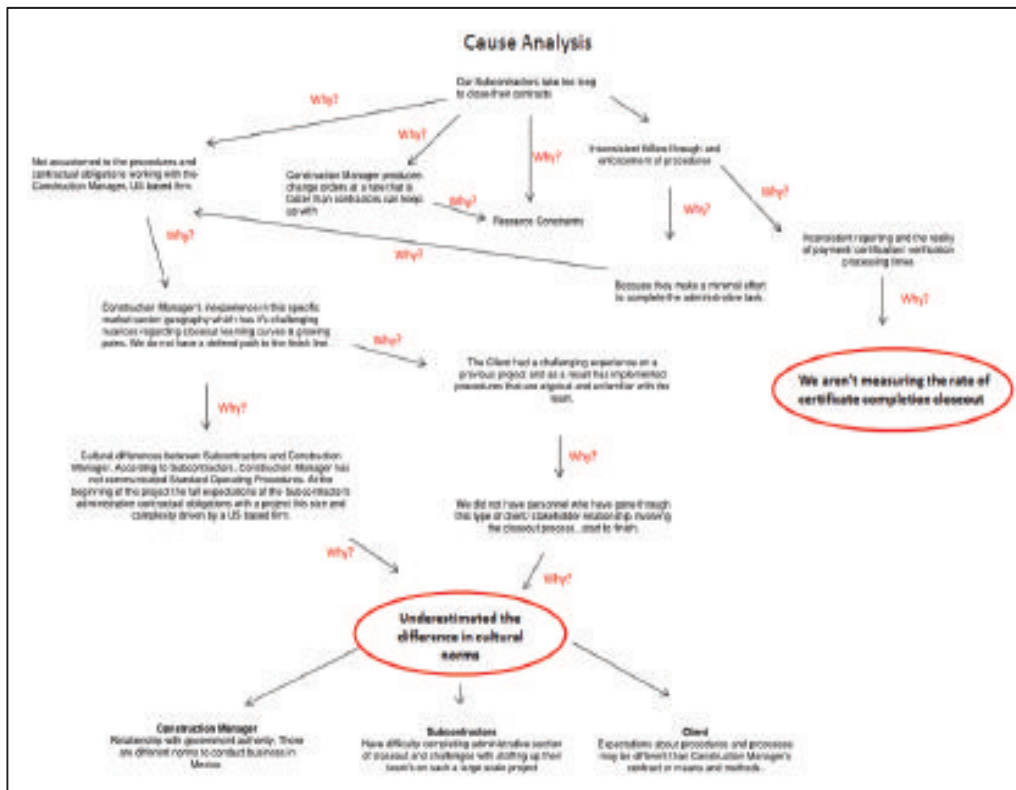 Cause Analysis
Our Subcontractors take too long
to close their contracts
Why?
Why?
Why?
Inconsistent follow through and
enforcement of procedures
Not accustomed to the procedures and
contractual obligations working with the
Construction Manager, US based firm
Construction Manager produces
change orders at a rate that is
faster than contractors can keep
up with
Why?
Resource Constraints
Why?
Why?
Why?
Why?
Inconsistent reporting and the reality
of payment/certification/verification
processing times
Because they make a minimal effort
to complete the administrative task.
Why?
Construction Manager's inexperience in this specific
market sector geography which has it's challenging
nuances regarding closeout learning curves & growing
pains. We do not have a defined path to the finish line.
Why?
The Client had a challenging experience on a
previous project and as a result has implemented
procedures that are atypical and unfamiliar with the
team.
We aren't measuring the rate of
certificate completion closeout
Why?
Cultural differences between Subcontractors and Construction
Manager. According to Subcontractors, Construction Manager has
not communicated Standard Operating Procedures. At the
beginning of the project the full expectations of the Subcontractor's
administrative contractual obligations with a project this size and
complexity driven by a US based firm.
Why?
We did not have personnel who have gone through
this type of client/stakeholder relationship involving
the closeout process...start to finish.
Why?
Why?
Underestimated the
difference in cultural
norms
Construction Manager
Relationship with government authority. There
are different norms to conduct business in
Mexico
Subcontractors
Have difficulty completing administrative section
of closeout and challenges with staffing up their
team's on such a large scale project
Client
Expectations about procedures and processes
may be different than Construction Manager's
contract or means and methods.